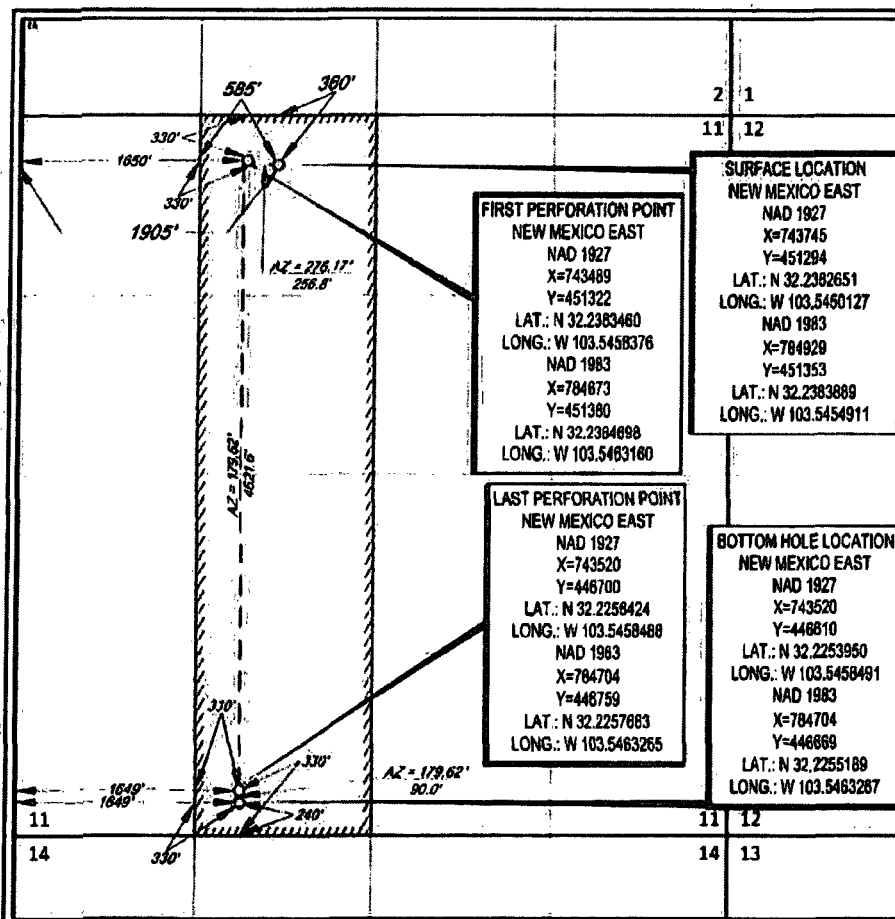 585' 360'
2 1
11 12
330'
1650'
330'
1905'
AZ = 276.17°
256.8'
SURFACE LOCATION
NEW MEXICO EAST
NAD 1927
X=743745
Y=451294
LAT.: N 32.2382651
LONG.: W 103.5450127
NAD 1983
X=784929
Y=451353
LAT.: N 32.2383889
LONG.: W 103.5454911
FIRST PERFORATION POINT
NEW MEXICO EAST
NAD 1927
X=743489
Y=451322
LAT.: N 32.2383460
LONG.: W 103.5458376
NAD 1983
X=784673
Y=451380
LAT.: N 32.2384698
LONG.: W 103.5463160
AZ = 179.62°
4621.6'
LAST PERFORATION POINT
NEW MEXICO EAST
NAD 1927
X=743520
Y=446700
LAT.: N 32.2256424
LONG.: W 103.5458488
NAD 1983
X=784704
Y=446759
LAT.: N 32.2257663
LONG.: W 103.5463265
BOTTOM HOLE LOCATION
NEW MEXICO EAST
NAD 1927
X=743520
Y=446610
LAT.: N 32.2253950
LONG.: W 103.5458491
NAD 1983
X=784704
Y=446669
LAT.: N 32.2255189
LONG.: W 103.5463267
330'
330'
AZ = 179.62°
90.0'
1649'
1649'
240'
330'
11 11 12
14 14 13